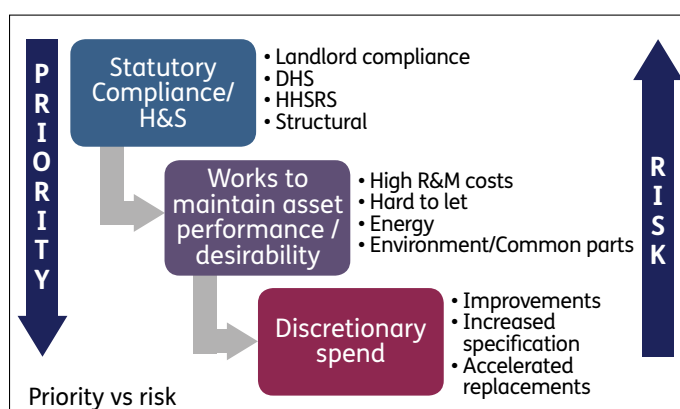 PRIORITY
Statutory
Compliance/
H&S
• Landlord compliance
• DHS
• HHSRS
• Structural
Works to
maintain asset
performance /
desirability
• High R&M costs
• Hard to let
• Energy
• Environment/Common parts
Discretionary
spend
• Improvements
• Increased
specification
• Accelerated
replacements
RISK
Priority vs risk